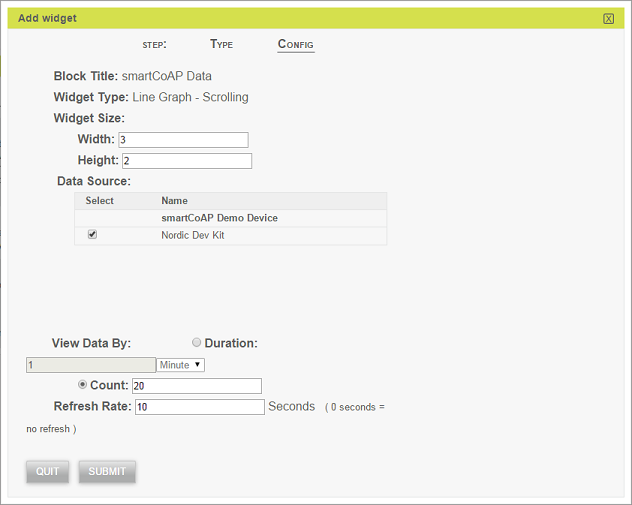 Add widget X
STEP: TYPE CONFIG
Block Title: smartCoAP Data
Widget Type: Line Graph - Scrolling
Widget Size:
Width: 3
Height: 2
Data Source:
Select Name
smartCoAP Demo Device
Nordic Dev Kit
View Data By: Duration:
1 Minute
Count: 20
Refresh Rate: 10 Seconds ( 0 seconds =
no refresh )
QUIT SUBMIT